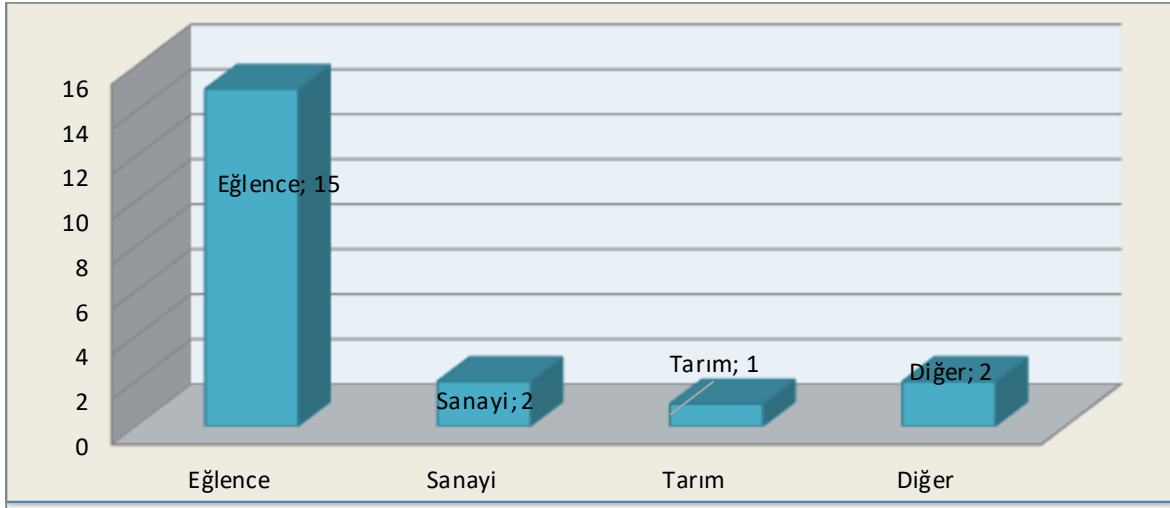 16
14
12
10
8
6
4
2
0
Eğlence; 15
Sanayi; 2
Tarım; 1
Diğer; 2
Eğlence Sanayi Tarım Diğer